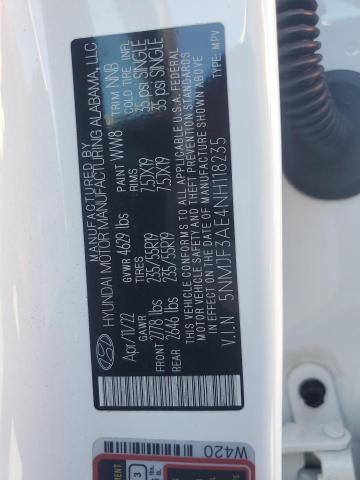 MANUFACTURED BY
HYUNDAI MOTOR MANUFACTURING ALABAMA, LLC
Apr/11/22 GVWR 4629 lbs PAINT WW8 TRIM NNB
GAWR TIRES RIMS COLD TIRE INFL
FRONT 2778 lbs 235/55R19 7.5JX19 35 psi SINGLE
REAR 2646 lbs 235/55R19 7.5JX19 35 psi SINGLE
THIS VEHICLE CONFORMS TO ALL APPLICABLE U.S.A. FEDERAL
MOTOR VEHICLE SAFETY AND THEFT PREVENTION STANDARDS
IN EFFECT ON THE DATE OF MANUFACTURE SHOWN ABOVE.
V.I.N: 5NMJF3AE4NH118235 TYPE: MPV
W420
3